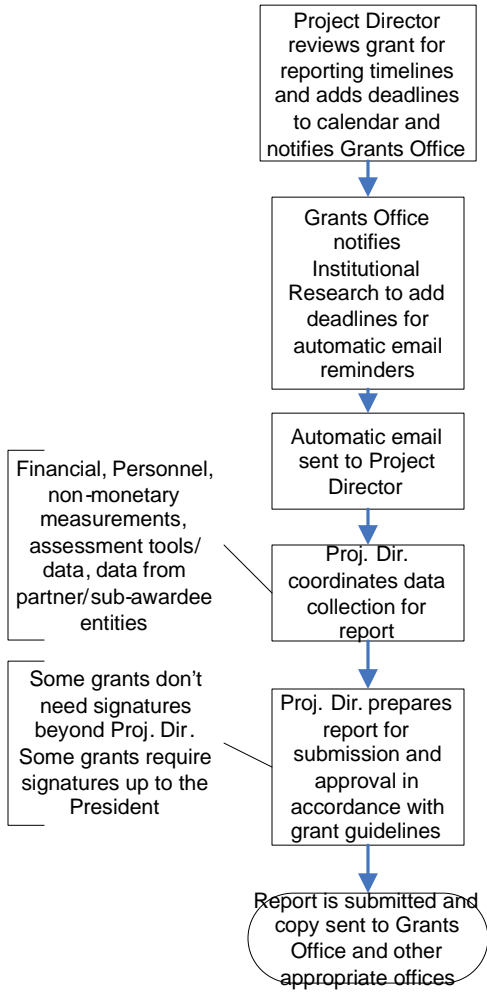 Project Director
reviews grant for
reporting timelines
and adds deadlines
to calendar and
notifies Grants Office
Grants Office
notifies
Institutional
Research to add
deadlines for
automatic email
reminders
Automatic email
sent to Project
Director
Financial, Personnel,
non-monetary
measurements,
assessment tools/
data, data from
partner/sub-awardee
entities
Proj. Dir.
coordinates data
collection for
report
Some grants don't
need signatures
beyond Proj. Dir.
Some grants require
signatures up to the
President
Proj. Dir. prepares
report for
submission and
approval in
accordance with
grant guidelines
Report is submitted and
copy sent to Grants
Office and other
appropriate offices